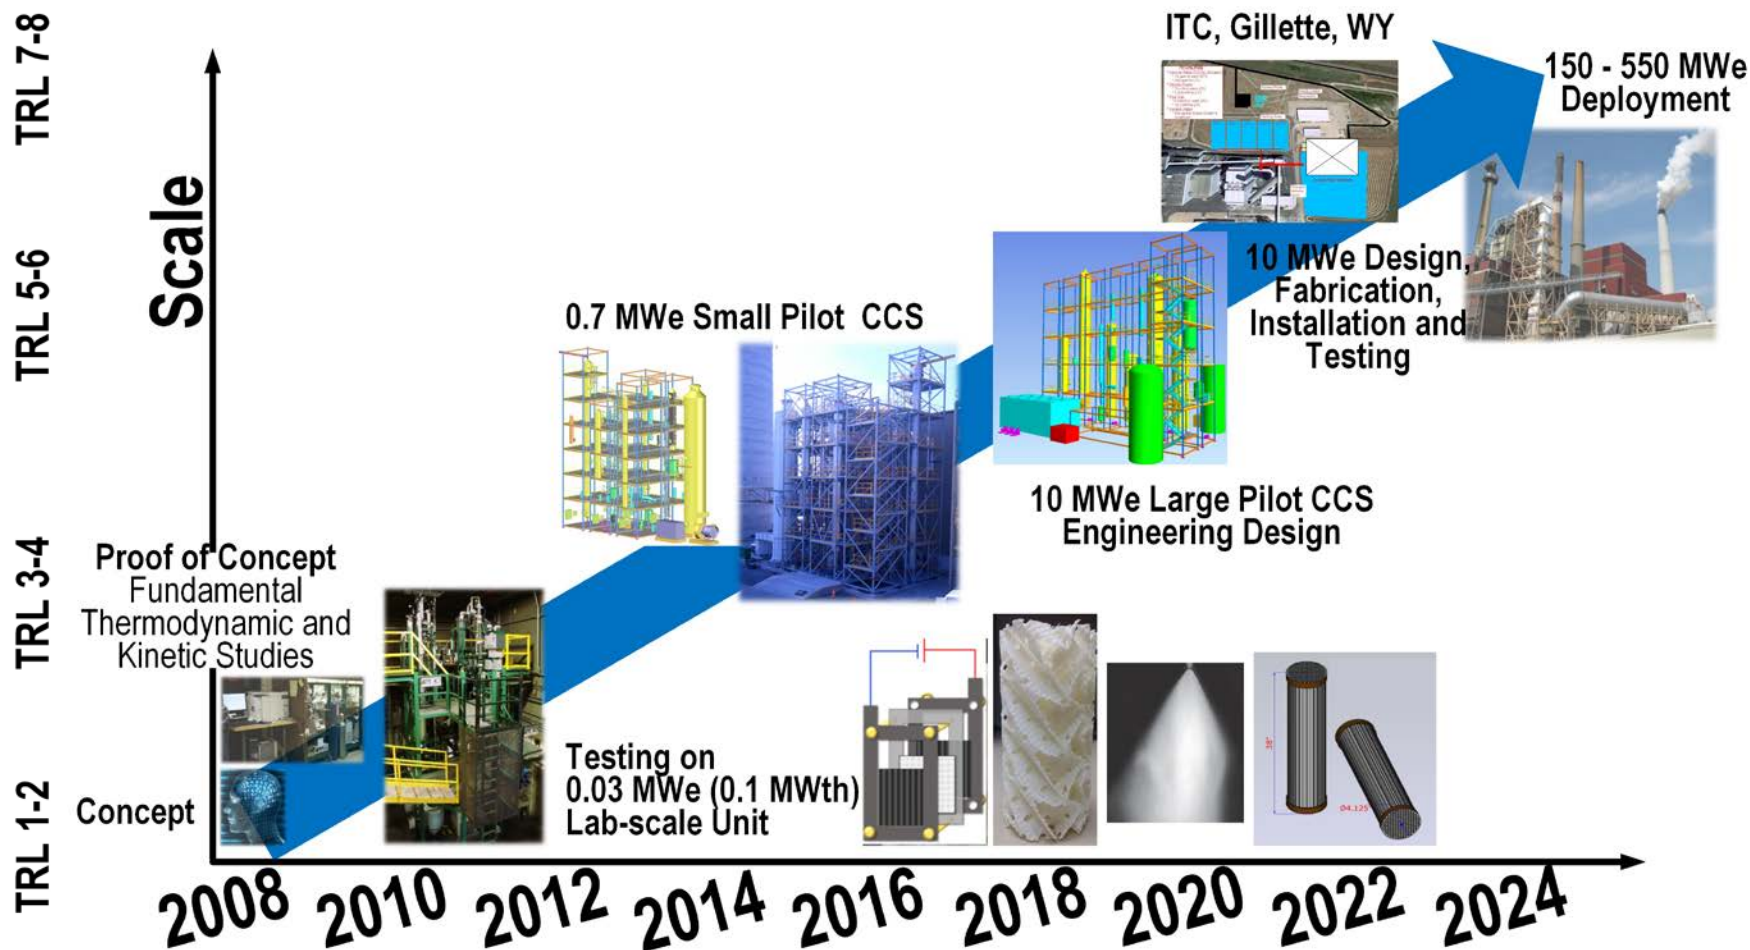 TRL 7-8
TRL 5-6
TRL 3-4
TRL 1-2
Scale
ITC, Gillette, WY
150 - 550 MWe
Deployment
10 MWe Design,
Fabrication,
Installation and
Testing
0.7 MWe Small Pilot CCS
10 MWe Large Pilot CCS
Engineering Design
Proof of Concept
Fundamental
Thermodynamic and
Kinetic Studies
Concept
Testing on
0.03 MWe (0.1 MWth)
Lab-scale Unit
38"
Ø4.125
2008 2010 2012 2014 2016 2018 2020 2022 2024